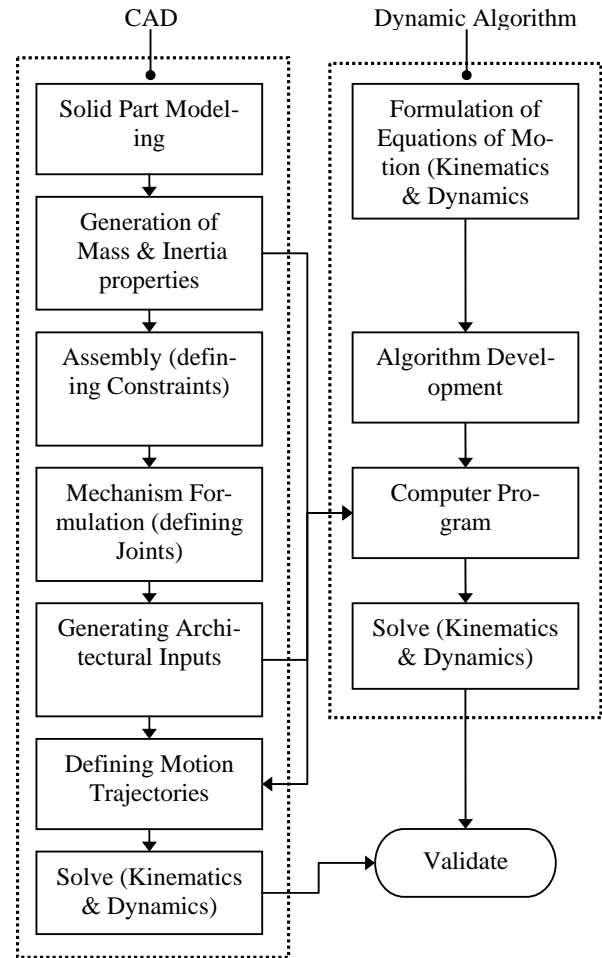 CAD
Solid Part Model-
ing
Generation of
Mass & Inertia
properties
Assembly (defin-
ing Constraints)
Mechanism For-
mulation (defining
Joints)
Generating Archi-
tectural Inputs
Defining Motion
Trajectories
Solve (Kinematics
& Dynamics)
Dynamic Algorithm
Formulation of
Equations of Mo-
tion (Kinematics
& Dynamics
Algorithm Devel-
opment
Computer Pro-
gram
Solve (Kinematics
& Dynamics)
Validate